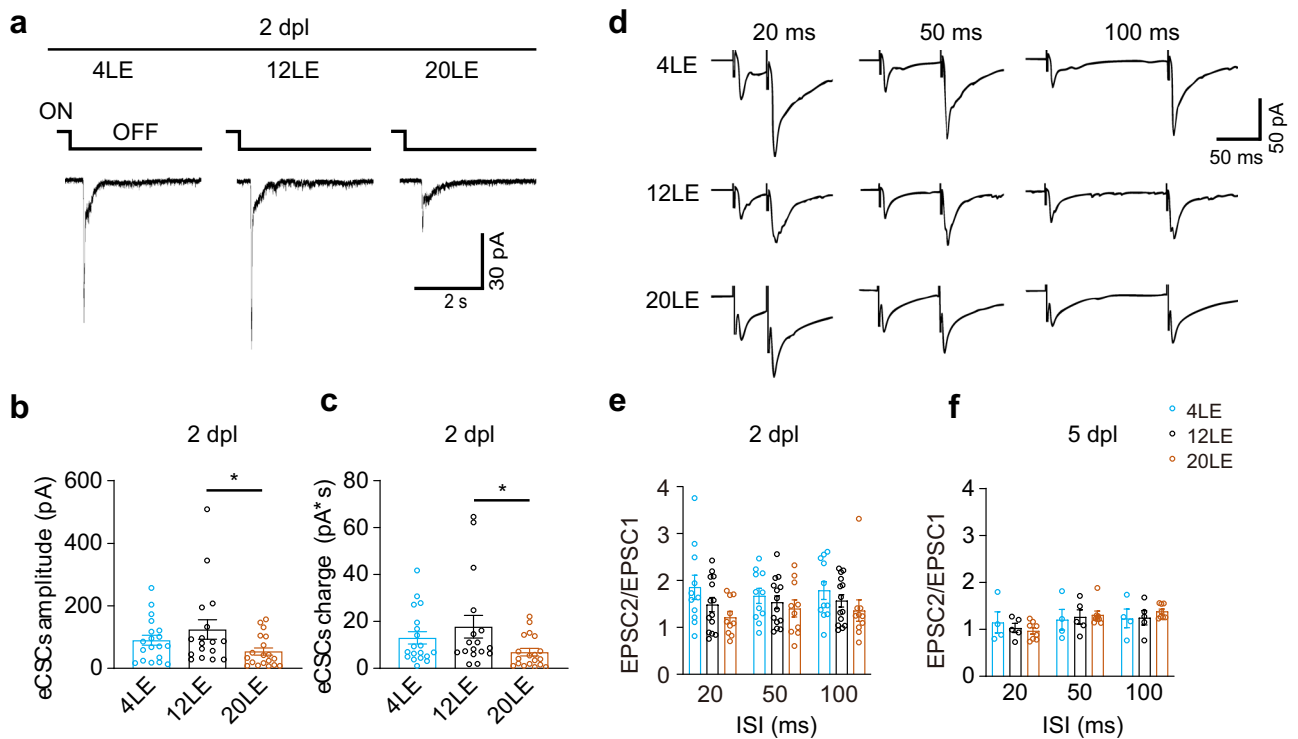 a
2 dpl
4LE 12LE 20LE
ON
OFF
30 pA
2 s
d
20 ms 50 ms 100 ms
4LE
50 pA
50 ms
12LE
20LE
b
2 dpl
eCSCs amplitude (pA)
600
400
200
0
*
4LE 12LE 20LE
c
2 dpl
eCSCs charge (pA* s)
80
60
40
20
0
*
4LE 12LE 20LE
e
2 dpl
EPSC2/EPSC1
4
3
2
1
0
20 50 100
ISI (ms)
f
5 dpl
4LE
12LE
20LE
EPSC2/EPSC1
4
3
2
1
0
20 50 100
ISI (ms)